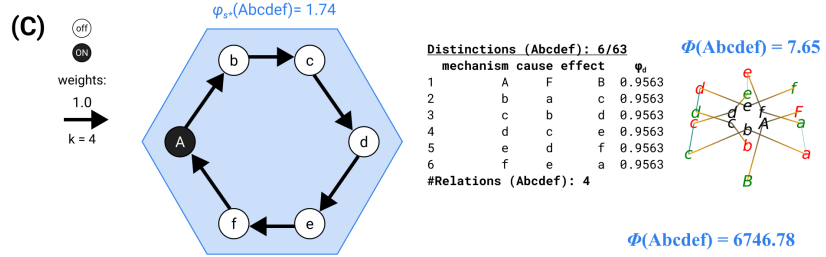 (C)
off
ON
weights:
1.0
k = 4
φs*(Abcdef)= 1.74
b
c
A
d
f
e
Distinctions (Abcdef): 6/63
mechanism cause effect φd
1 A F B 0.9563
2 b a c 0.9563
3 c b d 0.9563
4 d c e 0.9563
5 e d f 0.9563
6 f e a 0.9563
#Relations (Abcdef): 4
Φ(Abcdef) = 7.65
e
d e f
d e F
c d c f A a
b
c b a
B
Φ(Abcdef) = 6746.78